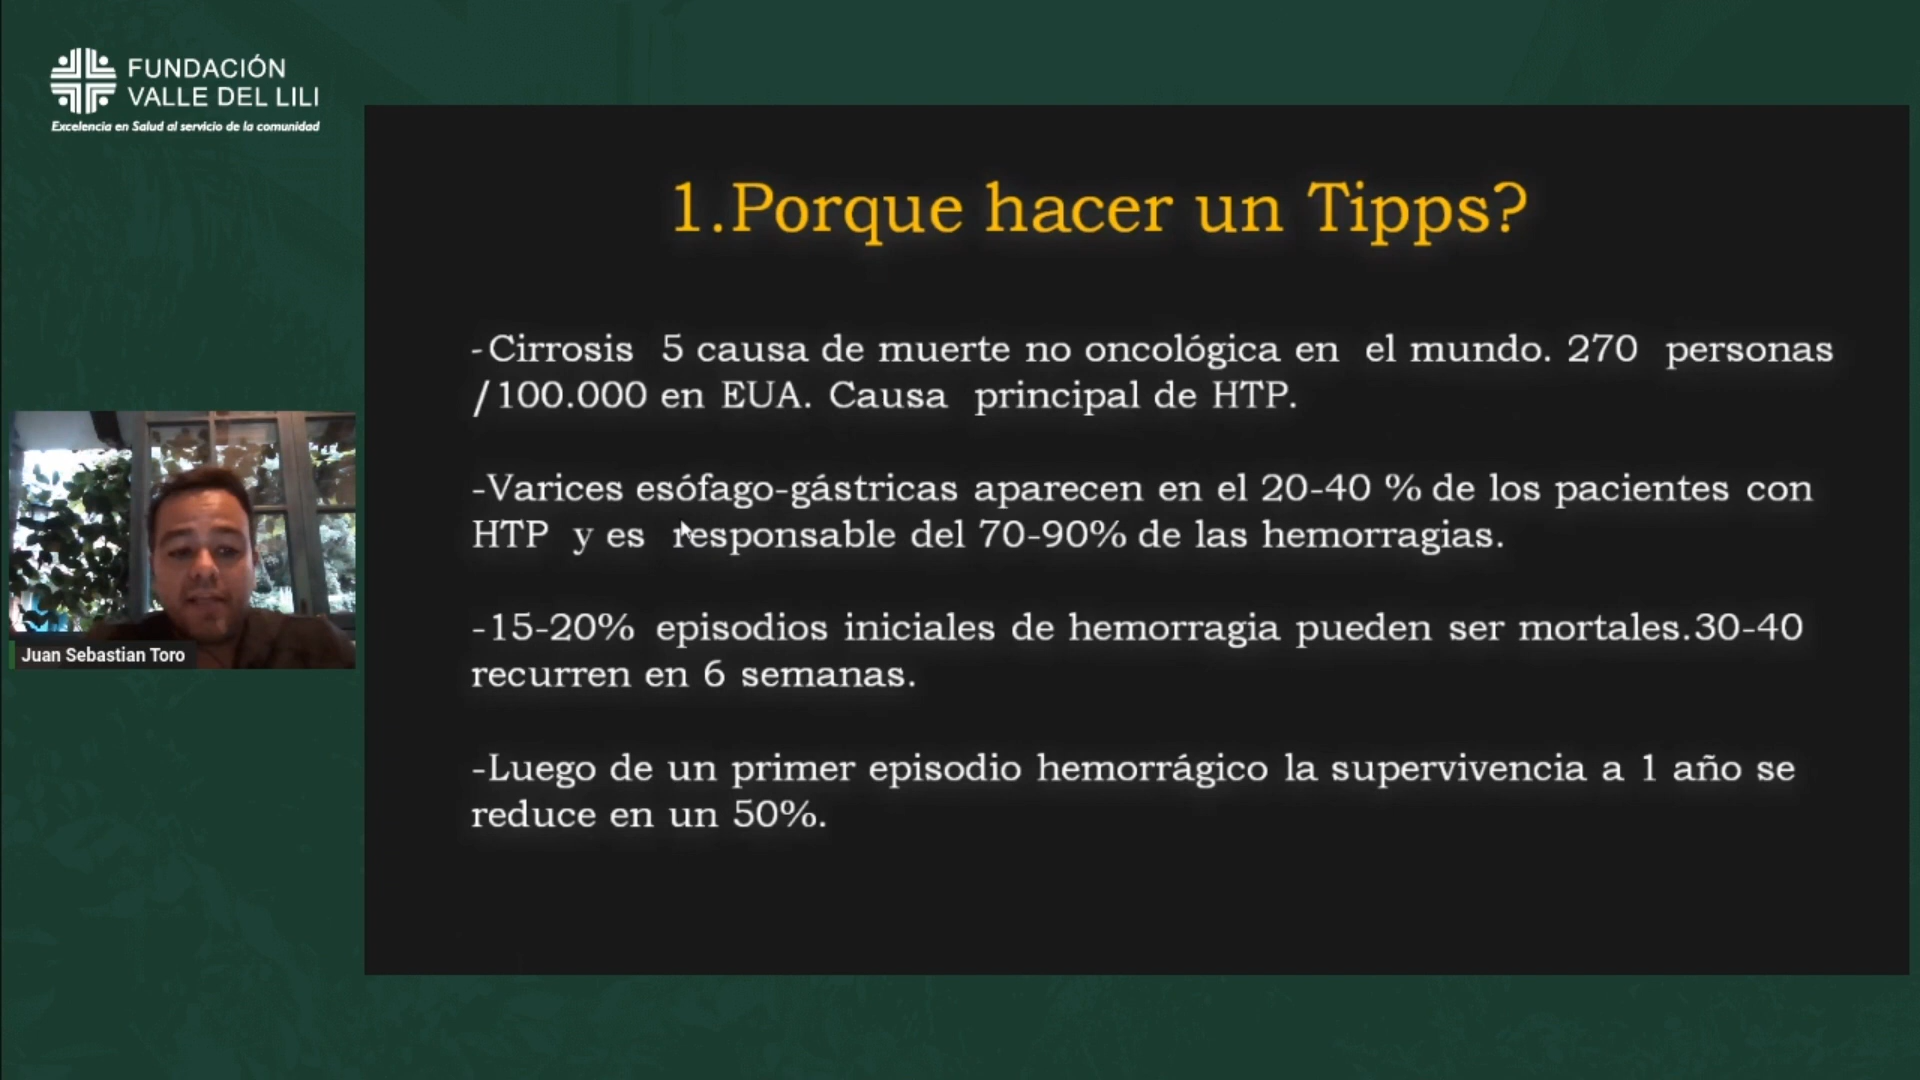 FUNDACIÓN
VALLE DEL LILI
Excelencia en Salud al servicio de la comunidad
1.Porque hacer un Tipps?
-Cirrosis 5 causa de muerte no oncológica en el mundo. 270 personas
/100.000 en EUA. Causa principal de HTP.
-Varices esófago-gástricas aparecen en el 20-40 % de los pacientes con
HTP y es responsable del 70-90% de las hemorragias.
-15-20% episodios iniciales de hemorragia pueden ser mortales.30-40
recurren en 6 semanas.
-Luego de un primer episodio hemorrágico la supervivencia a 1 año se
reduce en un 50%.
Juan Sebastian Toro